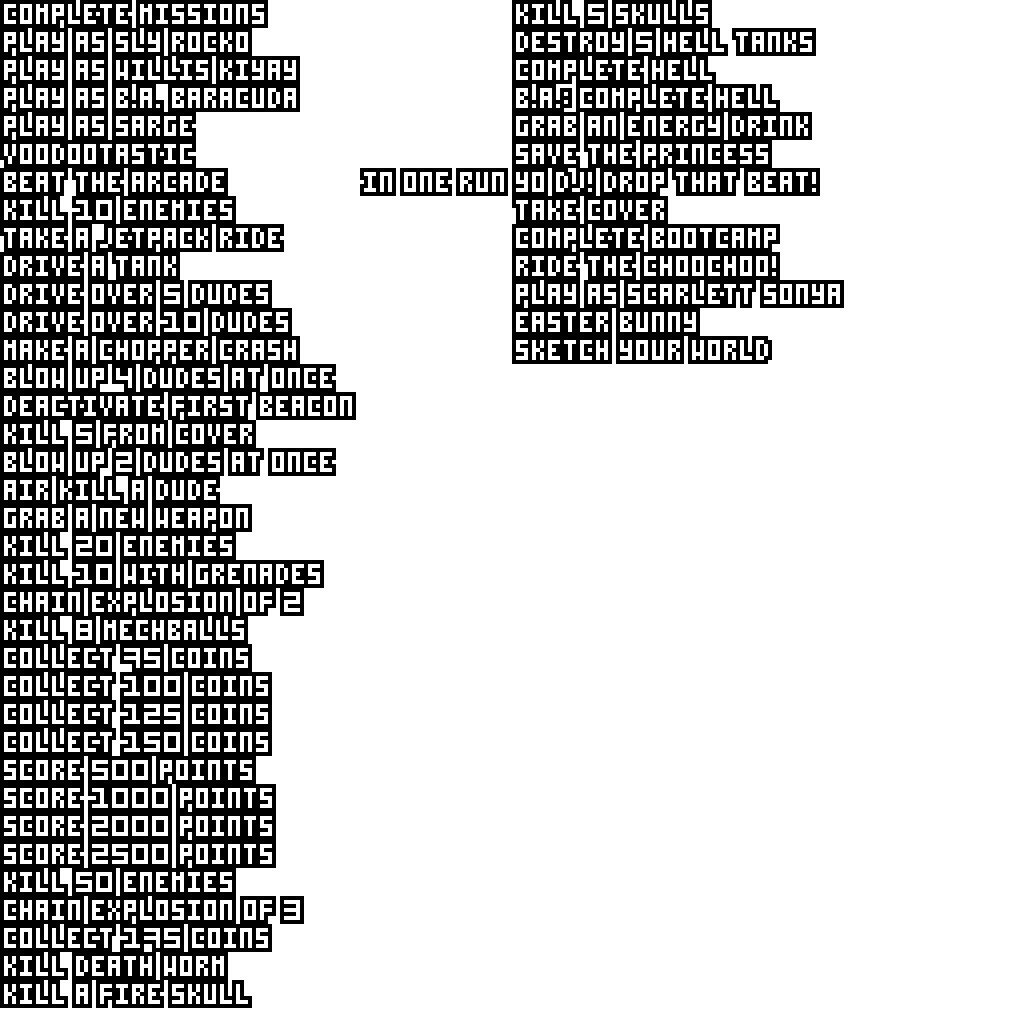 COMPLETE MISSIONS
PLAY AS SLY ROCKO
PLAY AS WILLIS KIYAY
PLAY AS B.A. BARACUDA
PLAY AS SARGE
VOODOOTASTIC
BEAT THE ARCADE
KILL 10 ENEMIES
TAKE A JETPACK RIDE
DRIVE A TANK
DRIVE OVER 5 DUDES
DRIVE OVER 10 DUDES
MAKE A CHOPPER CRASH
BLOW UP 4 DUDES AT ONCE
DEACTIVATE FIRST BEACON
KILL 5 FROM COVER
BLOW UP 2 DUDES AT ONCE
AIR KILL A DUDE
GRAB A NEW WEAPON
KILL 20 ENEMIES
KILL 10 WITH GRENADES
CHAIN EXPLOSION OF 2
KILL 8 MECHBALLS
COLLECT 75 COINS
COLLECT 100 COINS
COLLECT 125 COINS
COLLECT 150 COINS
SCORE 500 POINTS
SCORE 1000 POINTS
SCORE 2000 POINTS
SCORE 2500 POINTS
KILL 50 ENEMIES
CHAIN EXPLOSION OF 3
COLLECT 175 COINS
KILL DEATH WORM
KILL A FIRE SKULL
IN ONE RUN
KILL 5 SKULLS
DESTROY 5 HELL TANKS
COMPLETE HELL
COMPLETE HELL
GRAB AN ENERGY DRINK
SAVE THE PRINCESS
YO DJ! DROP THAT BEAT!
TAKE COVER
COMPLETE BOOTCAMP
RIDE THE CHOOCHOO!
PLAY AS SCARLETT SONYA
EASTER BUNNY
SKETCH YOUR WORLD